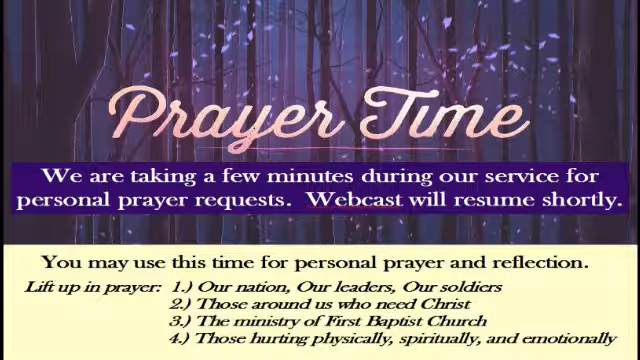 Prayer Time
We are taking a few minutes during our service for
personal prayer requests.  Webcast will resume shortly.
You may use this time for personal prayer and reflection.
Lift up in prayer:  1.) Our nation, Our leaders, Our soldiers
2.) Those around us who need Christ
3.) The ministry of First Baptist Church
4.) Those hurting physically, spiritually, and emotionally